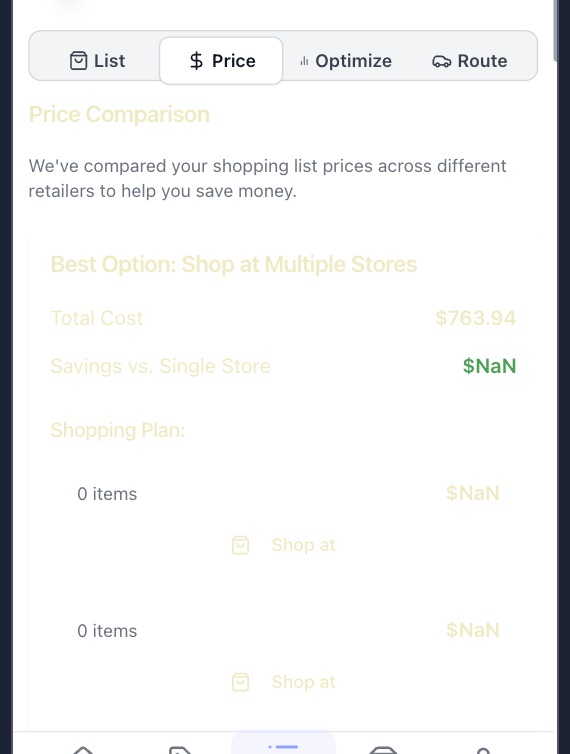 List Price Optimize Route
Price Comparison
We've compared your shopping list prices across different
retailers to help you save money.
Best Option: Shop at Multiple Stores
Total Cost $763.94
Savings vs. Single Store $NaN
Shopping Plan:
0 items $NaN
Shop at
0 items $NaN
Shop at